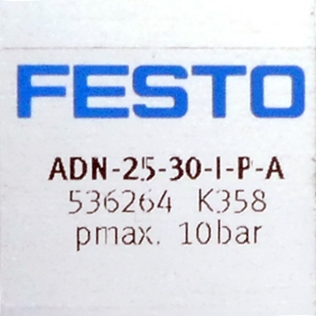 FESTO
ADN-25-30-I-P-A
536264 K358
pmax. 10bar